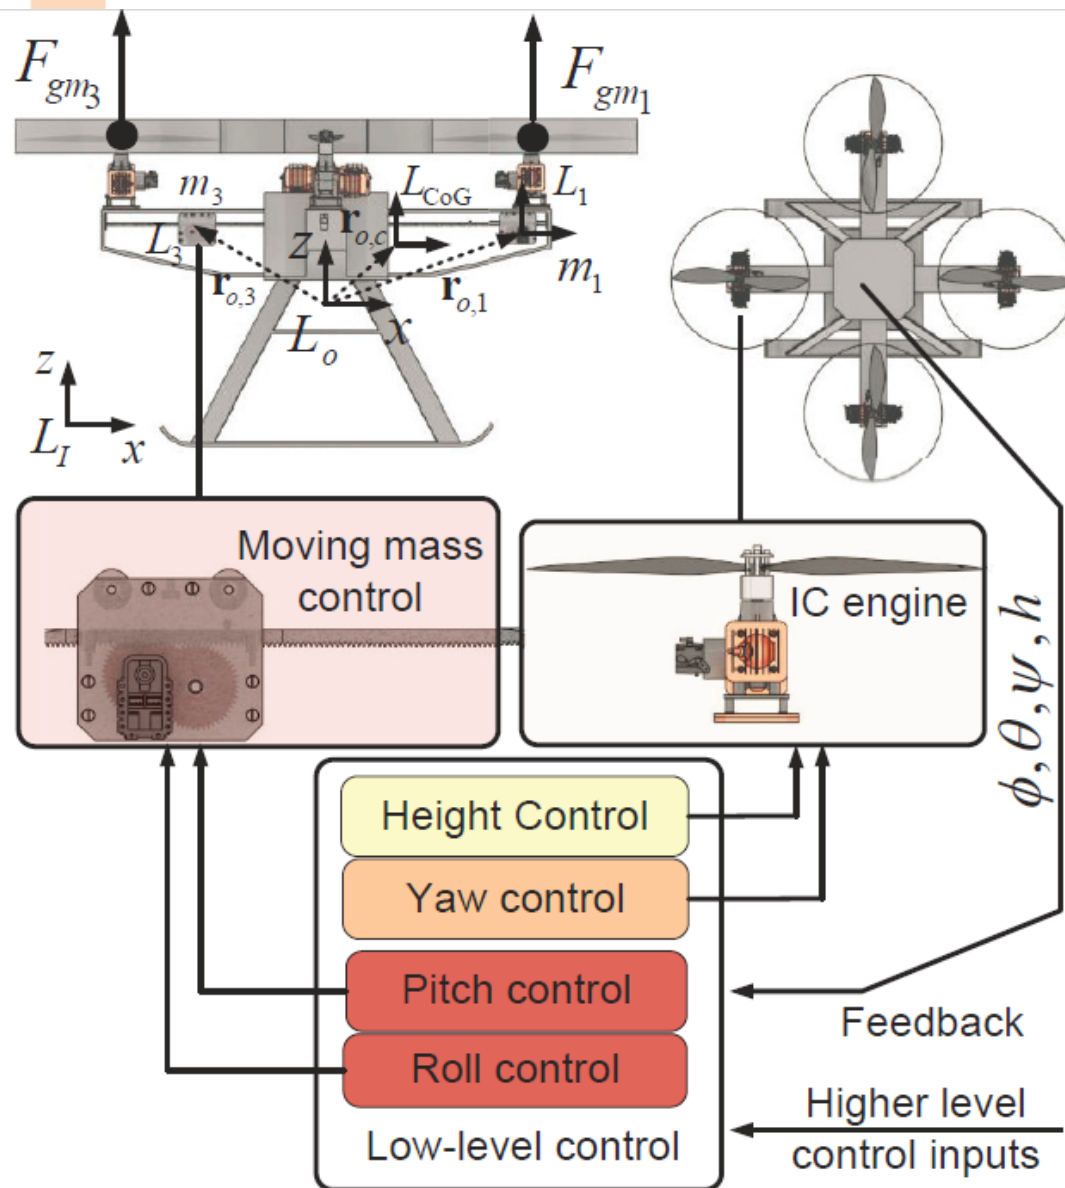 F_gm3
F_gm1
m_3
L_CoG
L_1
L_3
z
r_o,c
r_o,3
r_o,1
m_1
x
L_o
z
L_I
x
Moving mass
control
IC engine
ϕ, θ, ψ, h
Height Control
Yaw control
Pitch control
Feedback
Roll control
Higher level
control inputs
Low-level control